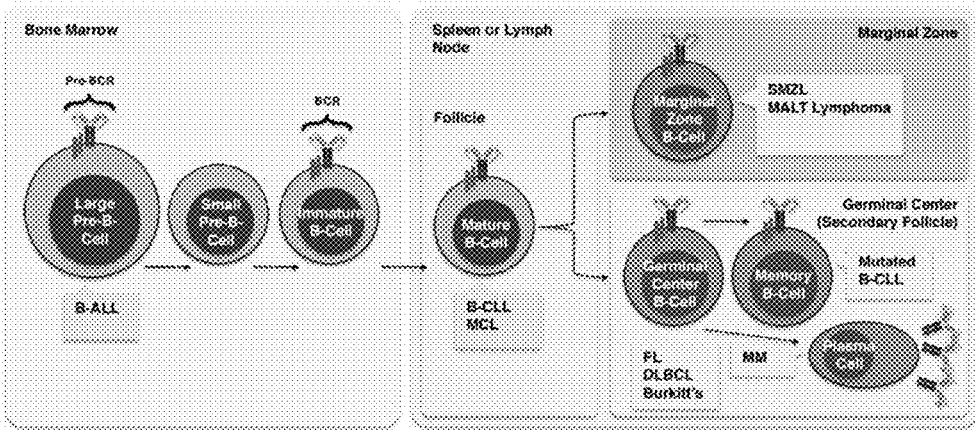 Bone Marrow
Pre-BCR
Large
Pre-B-
Cell
B-ALL
Small
Pre-B-
Cell
BCR
Immature
B-Cell
Spleen or Lymph
Node
Follicle
Mature
B-Cell
B-CLL
MCL
Marginal Zone
Marginal
Zone
B-Cell
SMZL
MALT Lymphoma
Germinal Center
(Secondary Follicle)
Germinal
Center
B-Cell
FL
DLBCL
Burkitt's
Memory
B-Cell
Mutated
B-CLL
MM
Plasma
Cell